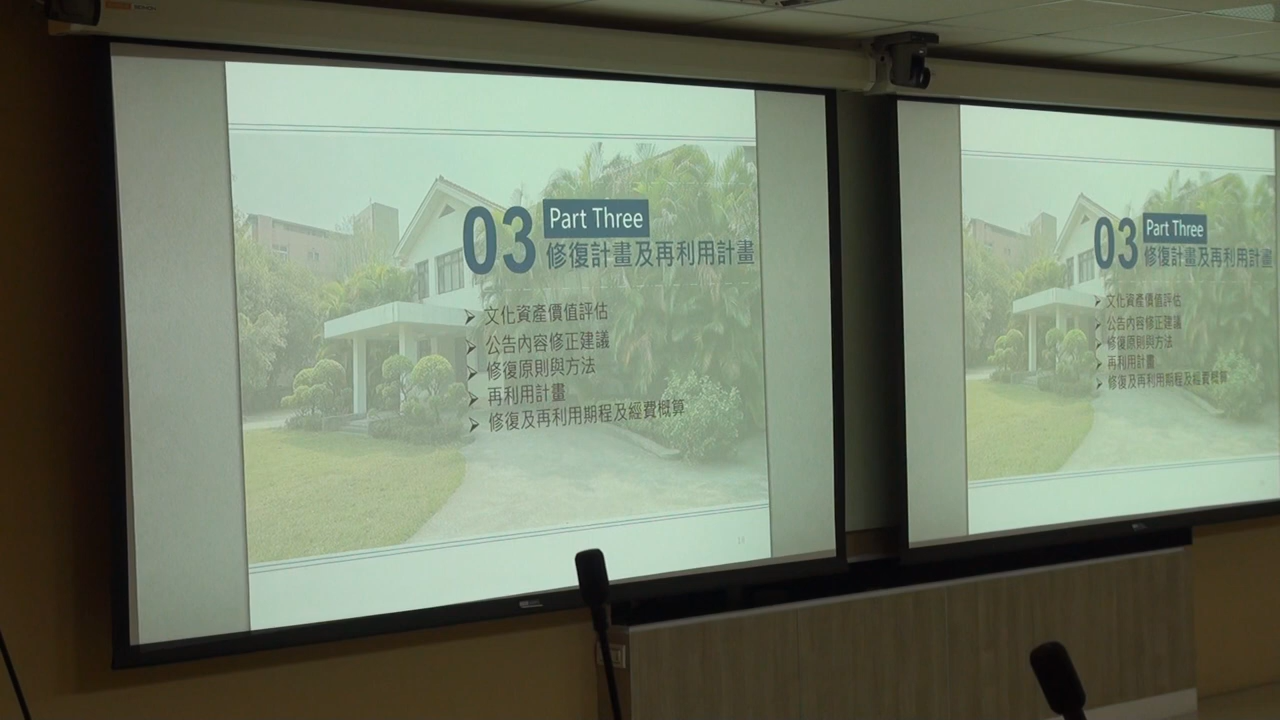 03
Part Three
修復計畫及再利用計畫
➢ 文化資產價值評估
➢ 公告內容修正建議
➢ 修復原則與方法
➢ 再利用計畫
➢ 修復及再利用期程及經費概算
03
Part Three
修復計畫及再利用計畫
➢ 文化資產價值評估
➢ 公告內容修正建議
➢ 修復原則與方法
➢ 再利用計畫
➢ 修復及再利用期程及經費概算